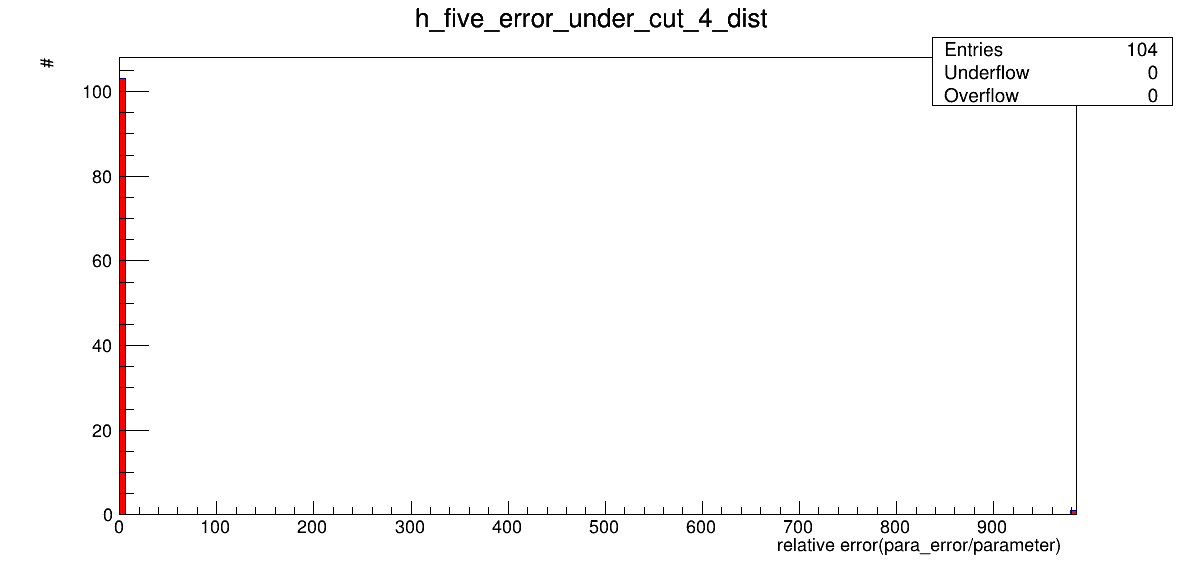 h_five_error_under_cut_4_dist
#
Entries 104
Underflow 0
Overflow 0
100
80
60
40
20
0
0 100 200 300 400 500 600 700 800 900
relative error(para_error/parameter)